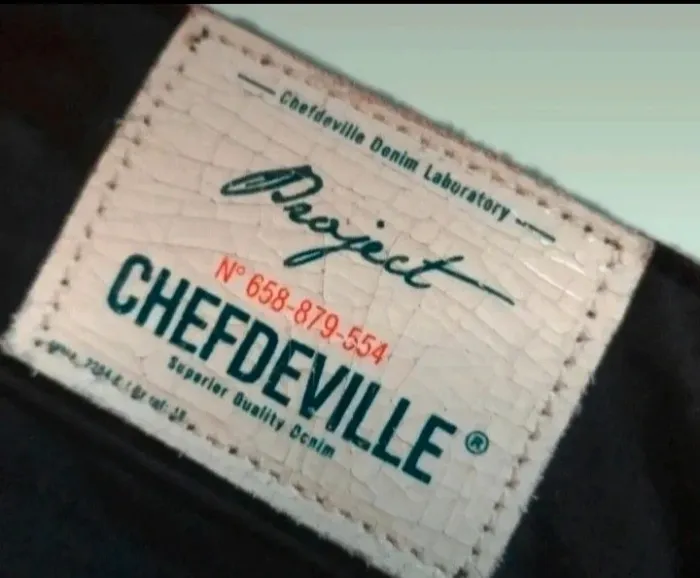 Chefdeville Denim Laboratory
Project
N° 658-879-554
CHEFDEVILLE®
Superior Quality Denim